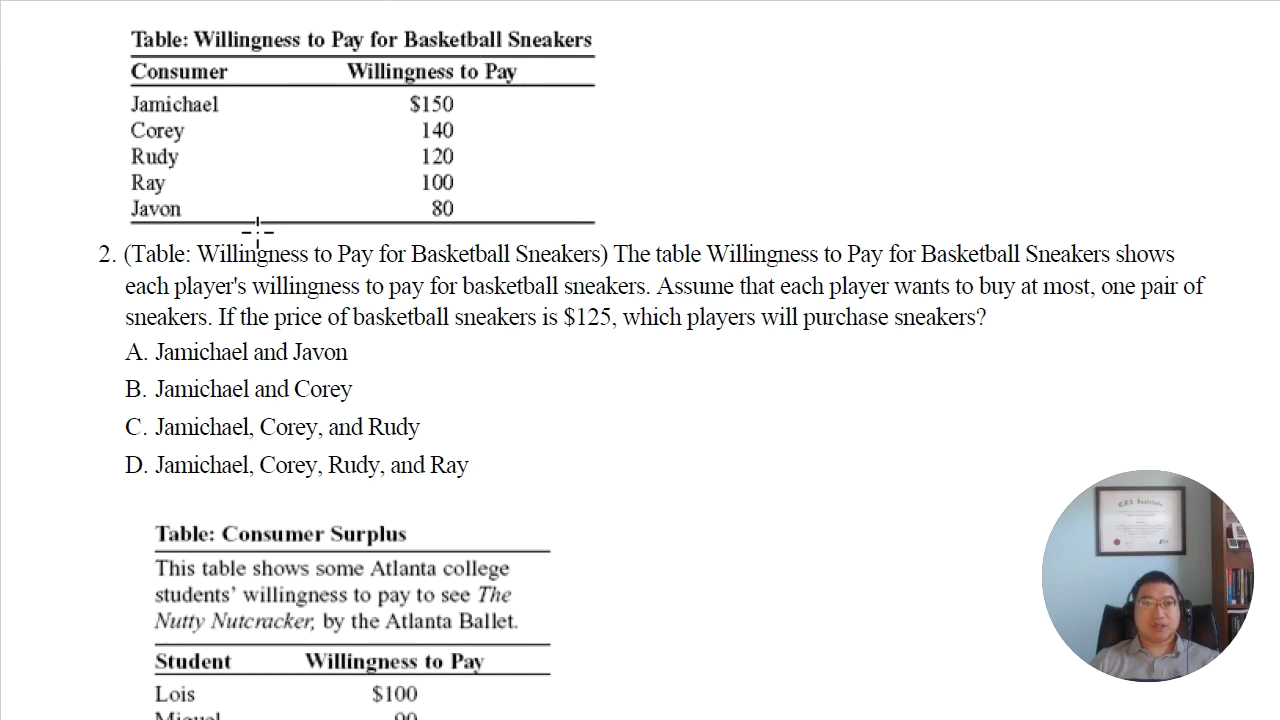 Table: Willingness to Pay for Basketball Sneakers
Consumer Willingness to Pay
Jamichael $150
Corey 140
Rudy 120
Ray 100
Javon 80
2. (Table: Willingness to Pay for Basketball Sneakers) The table Willingness to Pay for Basketball Sneakers shows
each player's willingness to pay for basketball sneakers. Assume that each player wants to buy at most, one pair of
sneakers. If the price of basketball sneakers is $125, which players will purchase sneakers?
A. Jamichael and Javon
B. Jamichael and Corey
C. Jamichael, Corey, and Rudy
D. Jamichael, Corey, Rudy, and Ray
Table: Consumer Surplus
This table shows some Atlanta college
students' willingness to pay to see The
Nutty Nutcracker, by the Atlanta Ballet.
Student Willingness to Pay
Lois $100
Miguel 90
CFA Institute